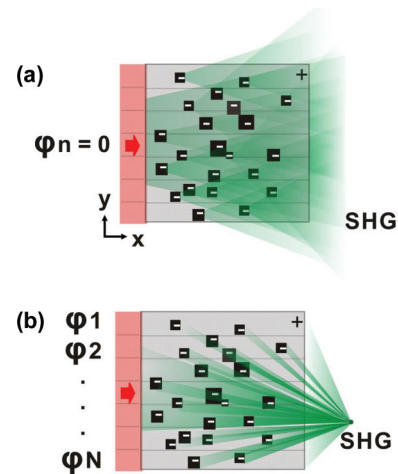 (a)
+
φn = 0
y
x
SHG
(b)
φ1
+
φ2
.
.
.
φN
SHG